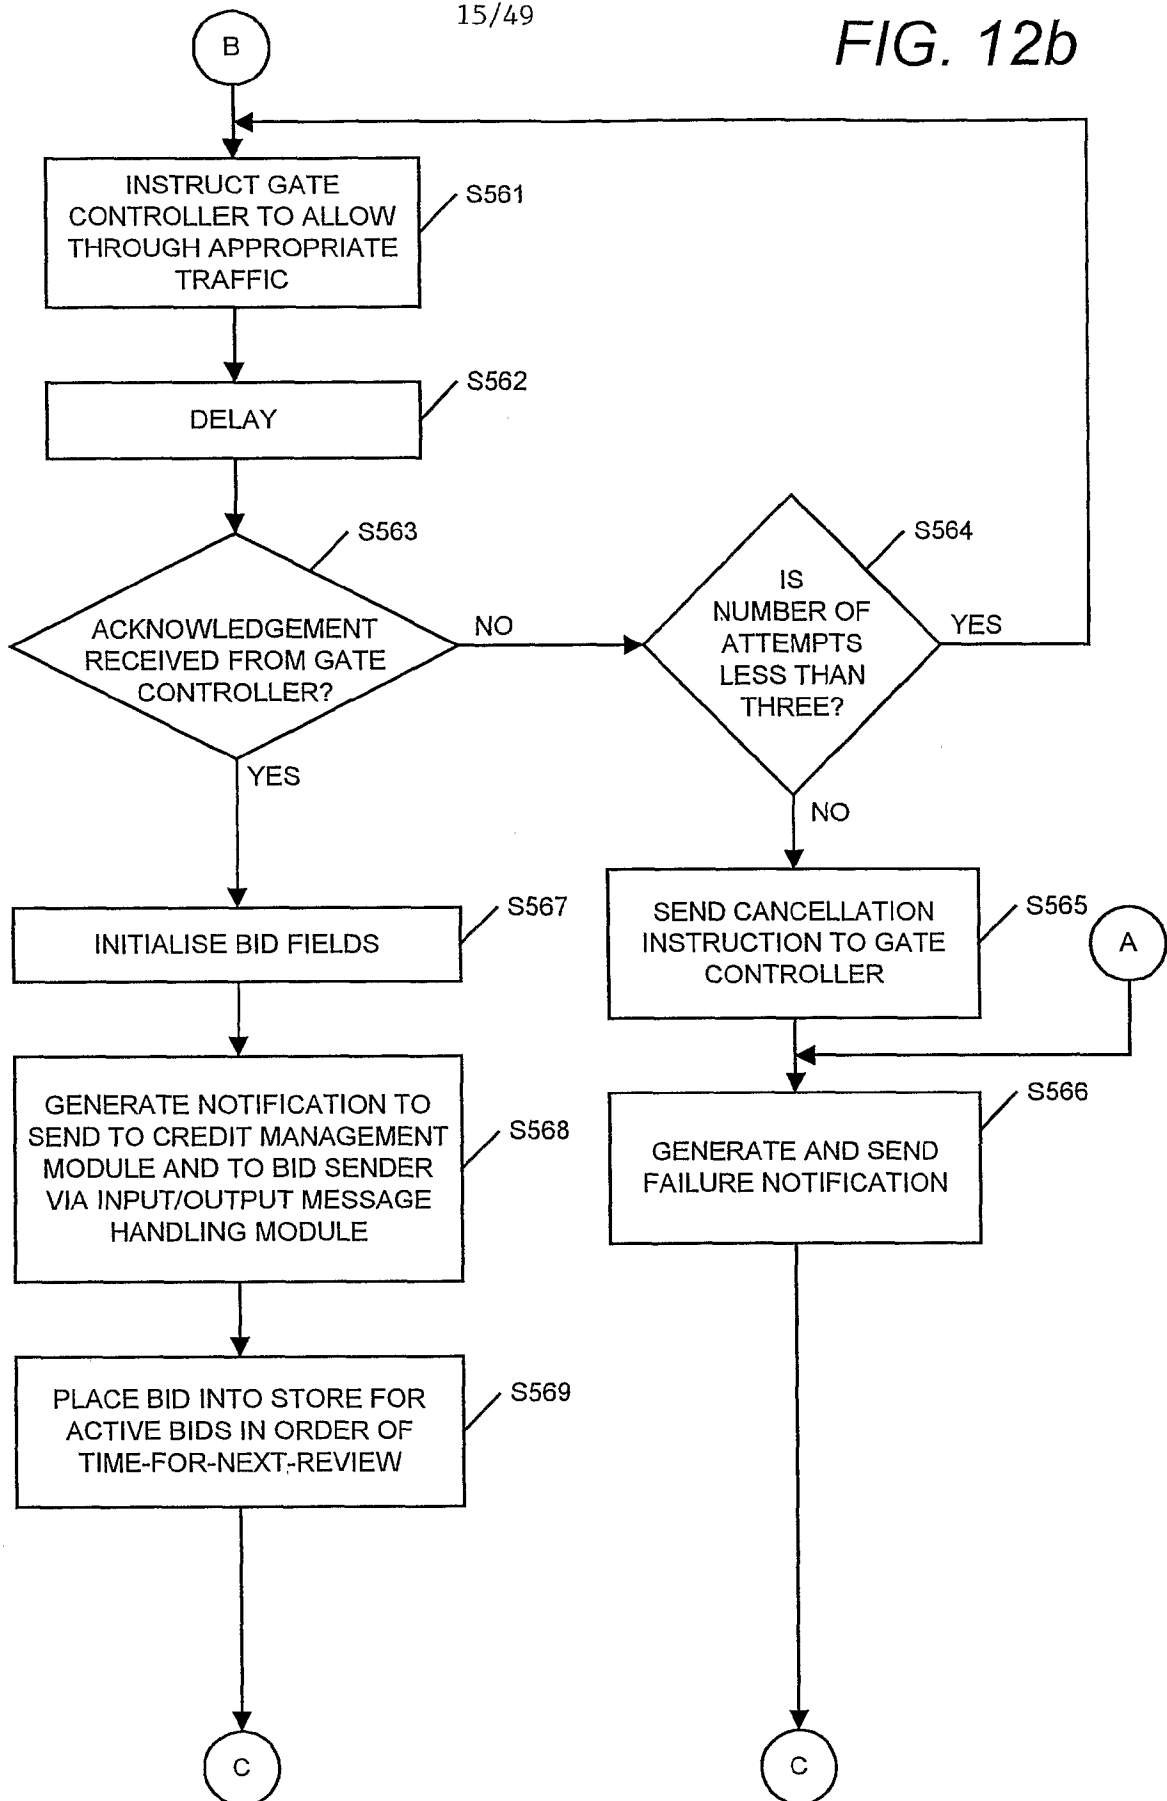 15/49
FIG. 12b
B
INSTRUCT GATE
CONTROLLER TO ALLOW
THROUGH APPROPRIATE
TRAFFIC
S561
DELAY
S562
S563
ACKNOWLEDGEMENT
RECEIVED FROM GATE
CONTROLLER?
NO
YES
S564
IS
NUMBER OF
ATTEMPTS
LESS THAN
THREE?
YES
NO
SEND CANCELLATION
INSTRUCTION TO GATE
CONTROLLER
S565
A
INITIALISE BID FIELDS
S567
GENERATE NOTIFICATION TO
SEND TO CREDIT MANAGEMENT
MODULE AND TO BID SENDER
VIA INPUT/OUTPUT MESSAGE
HANDLING MODULE
S568
GENERATE AND SEND
FAILURE NOTIFICATION
S566
PLACE BID INTO STORE FOR
ACTIVE BIDS IN ORDER OF
TIME-FOR-NEXT-REVIEW
S569
C
C